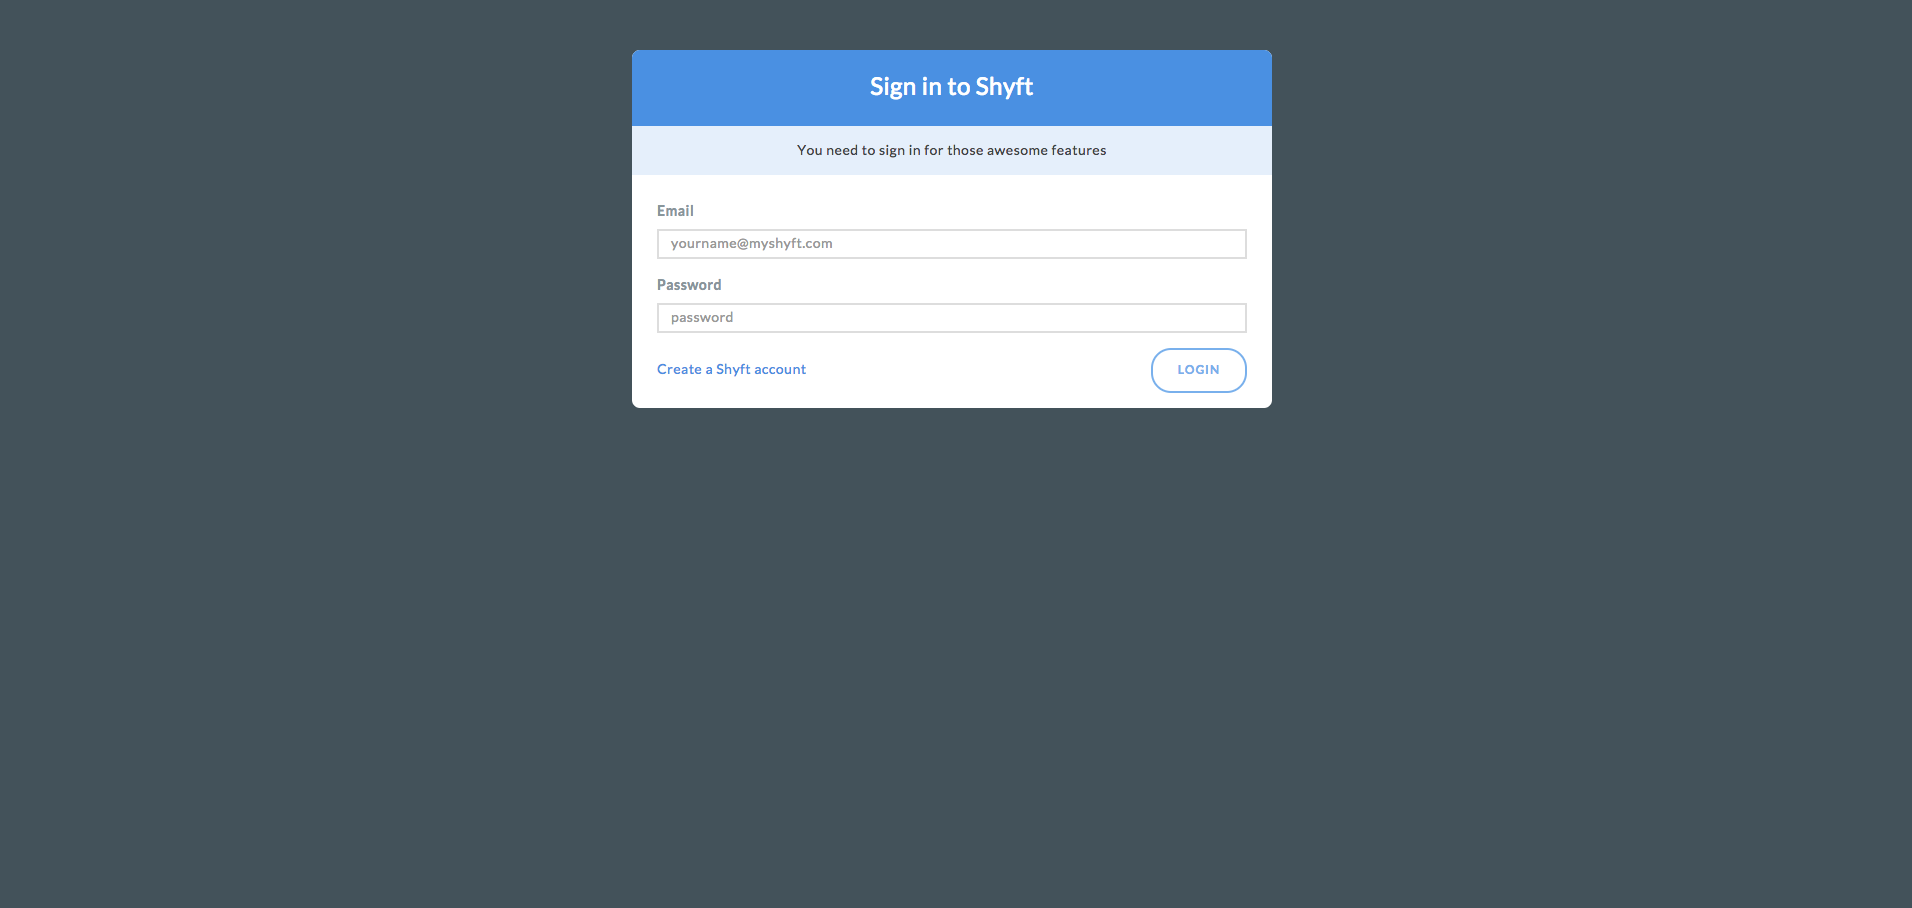 Sign in to Shyft
You need to sign in for those awesome features
Email
yourname@myshyft.com
Password
password
Create a Shyft account
LOGIN